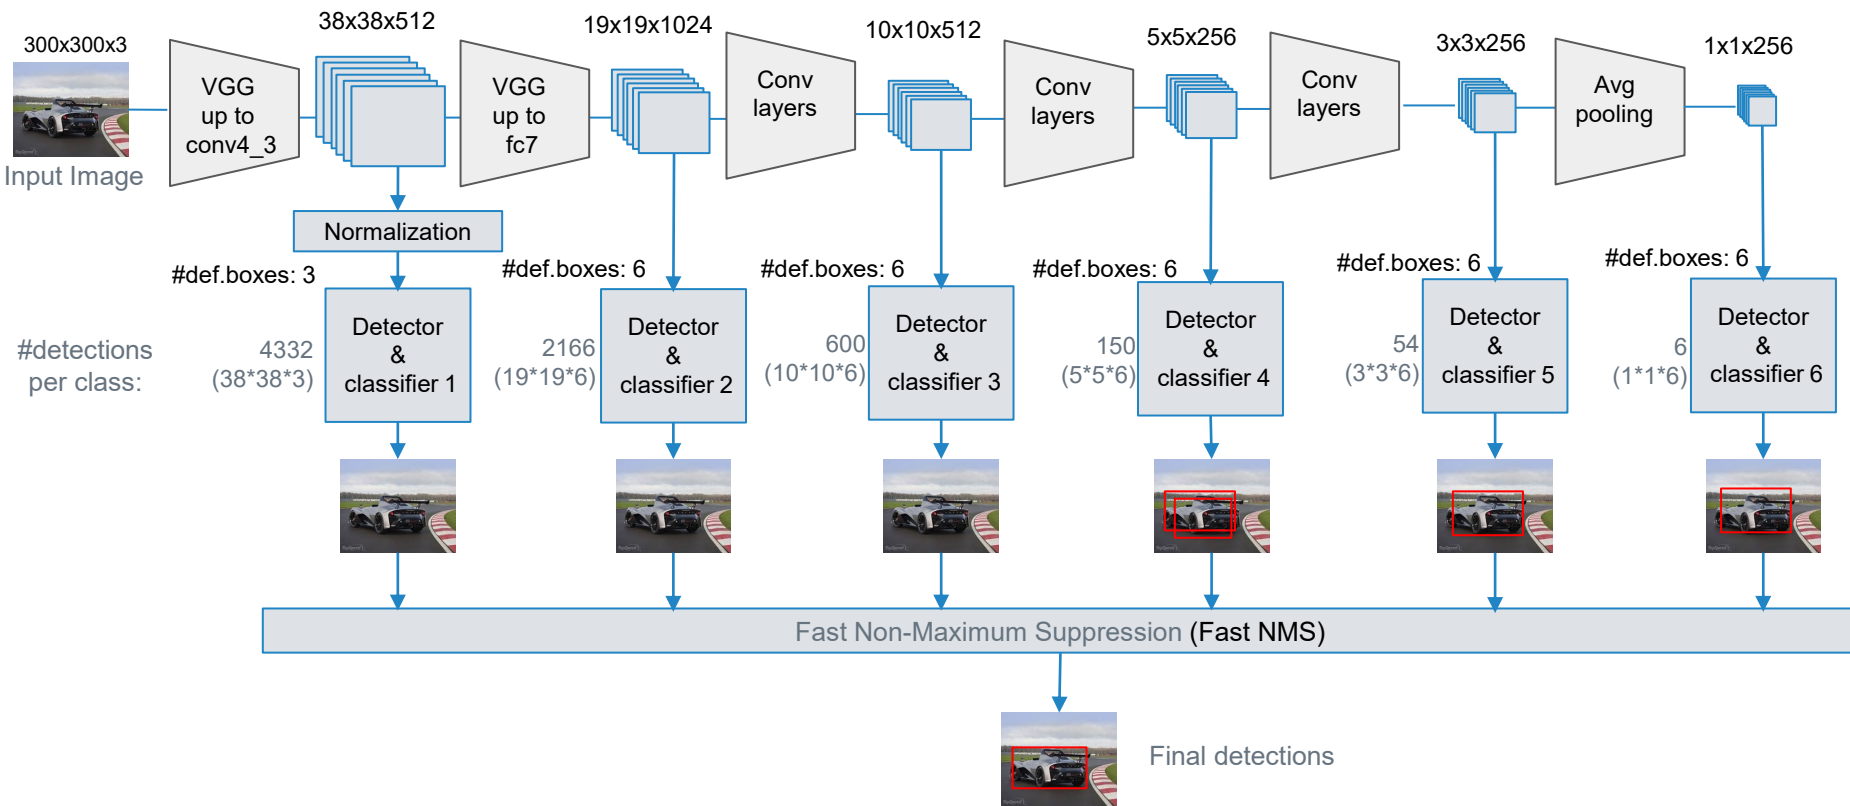 300x300x3
38x38x512
19x19x1024
10x10x512
5x5x256
3x3x256
1x1x256
VGG
up to
conv4_3
VGG
up to
fc7
Conv
layers
Conv
layers
Conv
layers
Avg
pooling
Input Image
Normalization
#def.boxes: 3
#def.boxes: 6
#def.boxes: 6
#def.boxes: 6
#def.boxes: 6
#def.boxes: 6
#detections
per class:
4332
(38*38*3)
Detector
&
classifier 1
2166
(19*19*6)
Detector
&
classifier 2
600
(10*10*6)
Detector
&
classifier 3
150
(5*5*6)
Detector
&
classifier 4
54
(3*3*6)
Detector
&
classifier 5
6
(1*1*6)
Detector
&
classifier 6
Fast Non-Maximum Suppression (Fast NMS)
Final detections